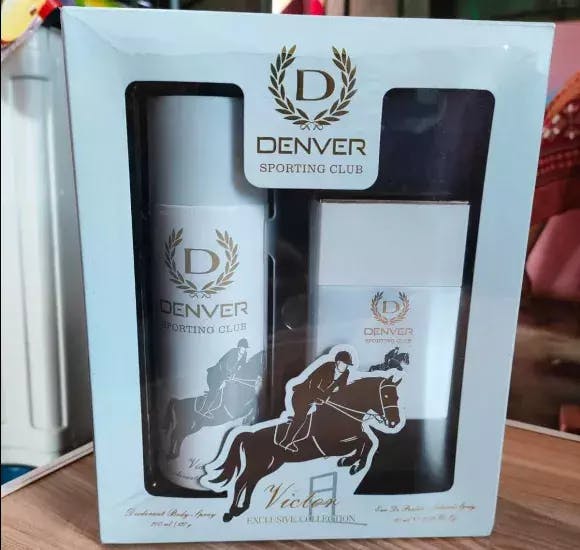 D
DENVER
SPORTING CLUB
D
DENVER
SPORTING CLUB
DENVER
SPORTING CLUB
Victor
EXCLUSIVE COLLECTION
Deodorant Body Spray
Eau De Parfum Natural Spray